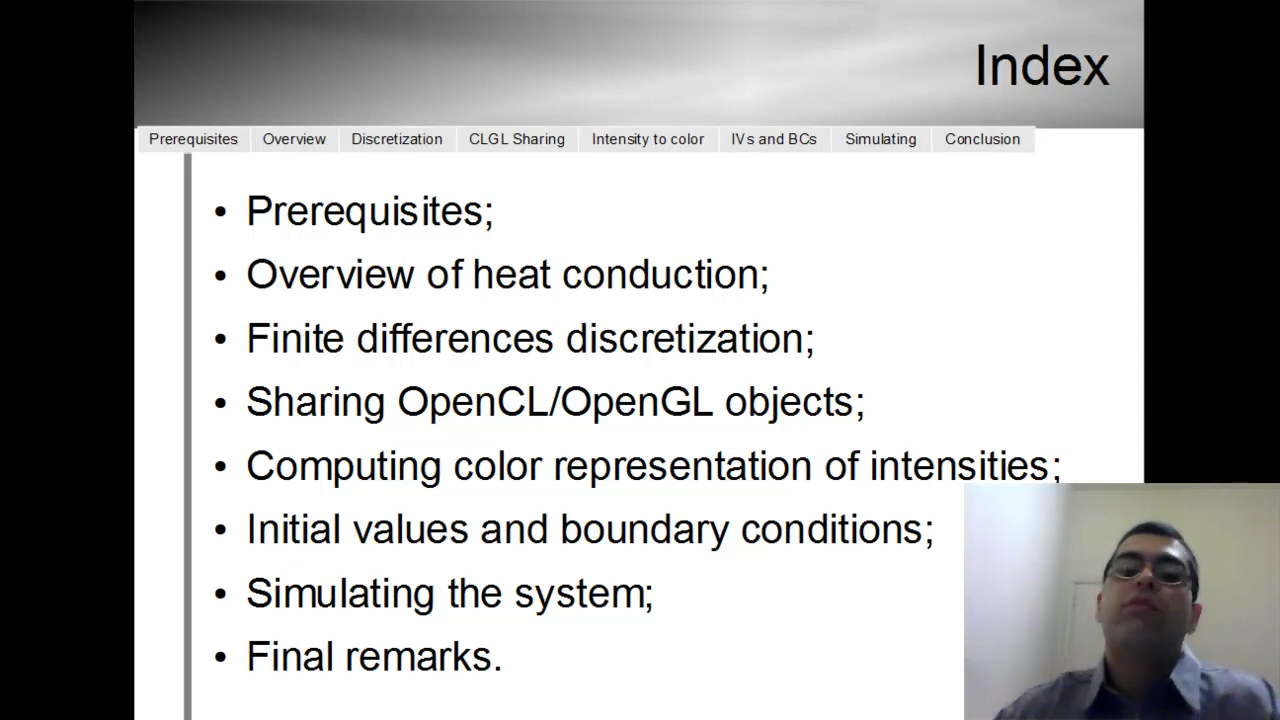 Index
Prerequisites Overview Discretization CLGL Sharing Intensity to color IVs and BCs Simulating Conclusion
• Prerequisites;
• Overview of heat conduction;
• Finite differences discretization;
• Sharing OpenCL/OpenGL objects;
• Computing color representation of intensities;
• Initial values and boundary conditions;
• Simulating the system;
• Final remarks.